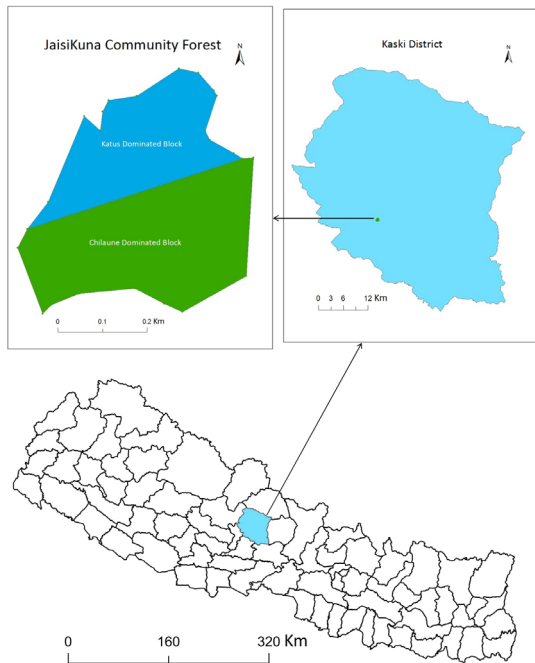 JaisiKuna Community Forest
N
Katus Dominated Block
Chilaune Dominated Block
0 0.1 0.2 Km
Kaski District
N
0 3 6 12 Km
0 160 320 Km